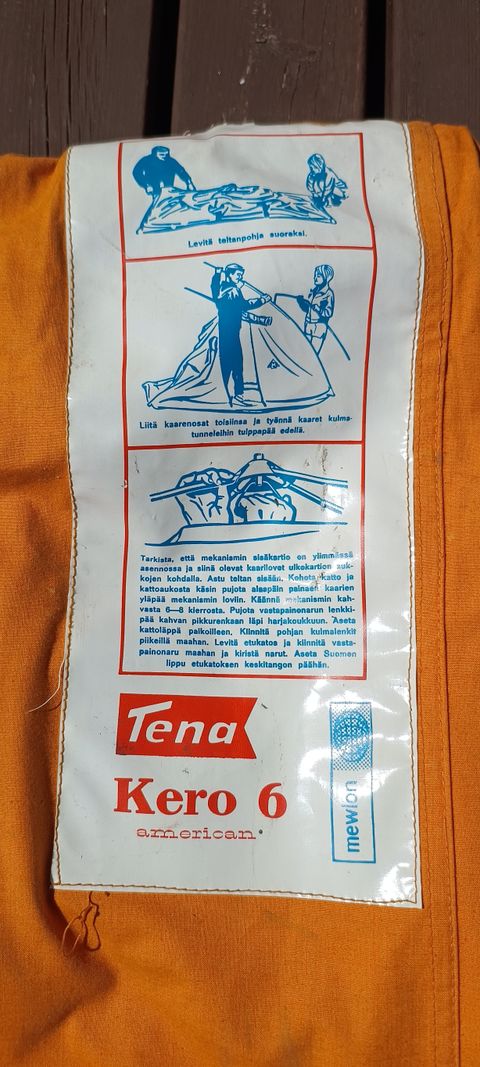 Levitä teltanpohja suoraksi.
Liitä kaarenosat toisiinsa ja työnnä kaaret kulma-
tunneleihin tulppapää edellä.
Tarkista, että mekanismin sisäkartio on ylimmässä
asennossa ja siinä olevat kaarilovet ulkokartion auk-
kojen kohdalla. Astu teltan sisään. Kohota katto ja
kattoaukosta käsin pujota alaspäin painaen kaarien
yläpää mekanismin loviin. Käännä mekanismin kah-
vasta 6—8 kierrosta. Pujota vastapainonarun lenkki-
pää kahvan pikkurenkaan läpi harjakoukkuun. Aseta
kattoläppä paikoilleen. Kiinnitä pohjan kulmalenkit
piikeillä maahan. Levitä etukatos ja kiinnitä vasta-
painonaru maahan ja kiristä narut. Aseta Suomen
lippu etukatoksen keskitangon päähän.
Tena
Kero 6
american
mewlon